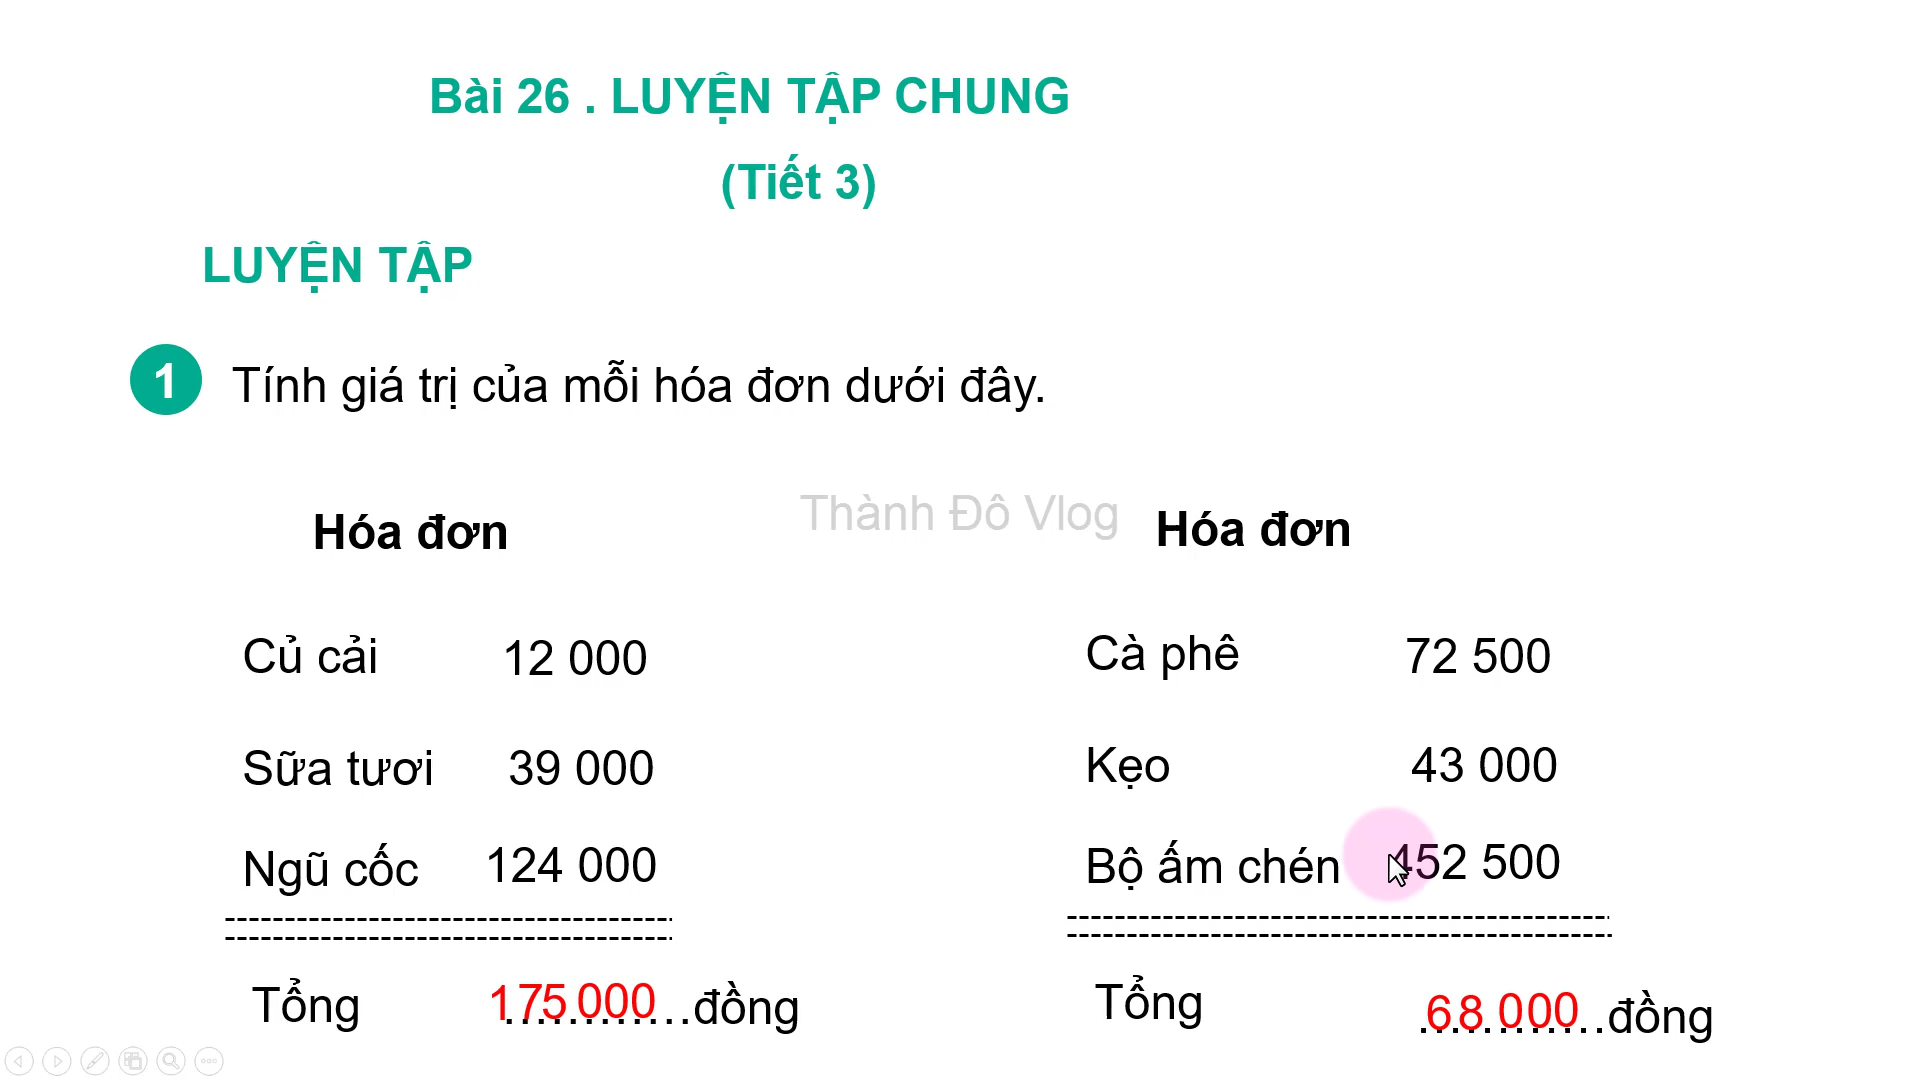 Bài 26 . LUYỆN TẬP CHUNG
(Tiết 3)
LUYỆN TẬP
1 Tính giá trị của mỗi hóa đơn dưới đây.
Thành Đô Vlog
Hóa đơn
Củ cải 12 000
Sữa tươi 39 000
Ngũ cốc 124 000
Tổng 175 000 đồng
Hóa đơn
Cà phê 72 500
Kẹo 43 000
Bộ ấm chén 452 500
Tổng 68 000 đồng